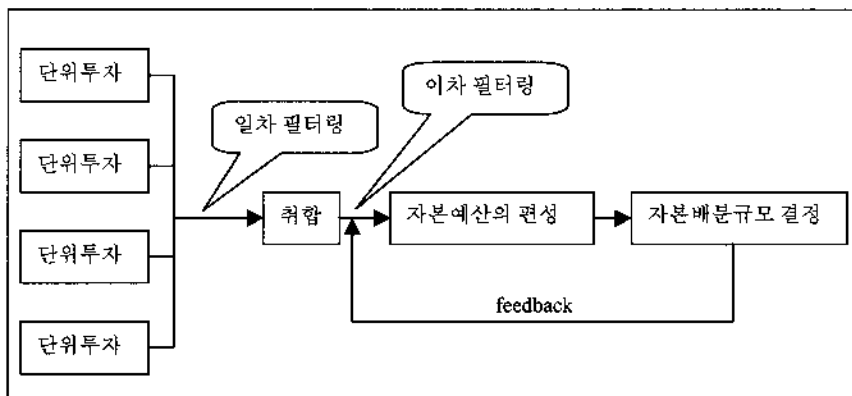 단위투자
이차 필터링
일차 필터링
단위투자
취합
자본예산의 편성
자본배분규모 결정
단위투자
feedback
단위투자